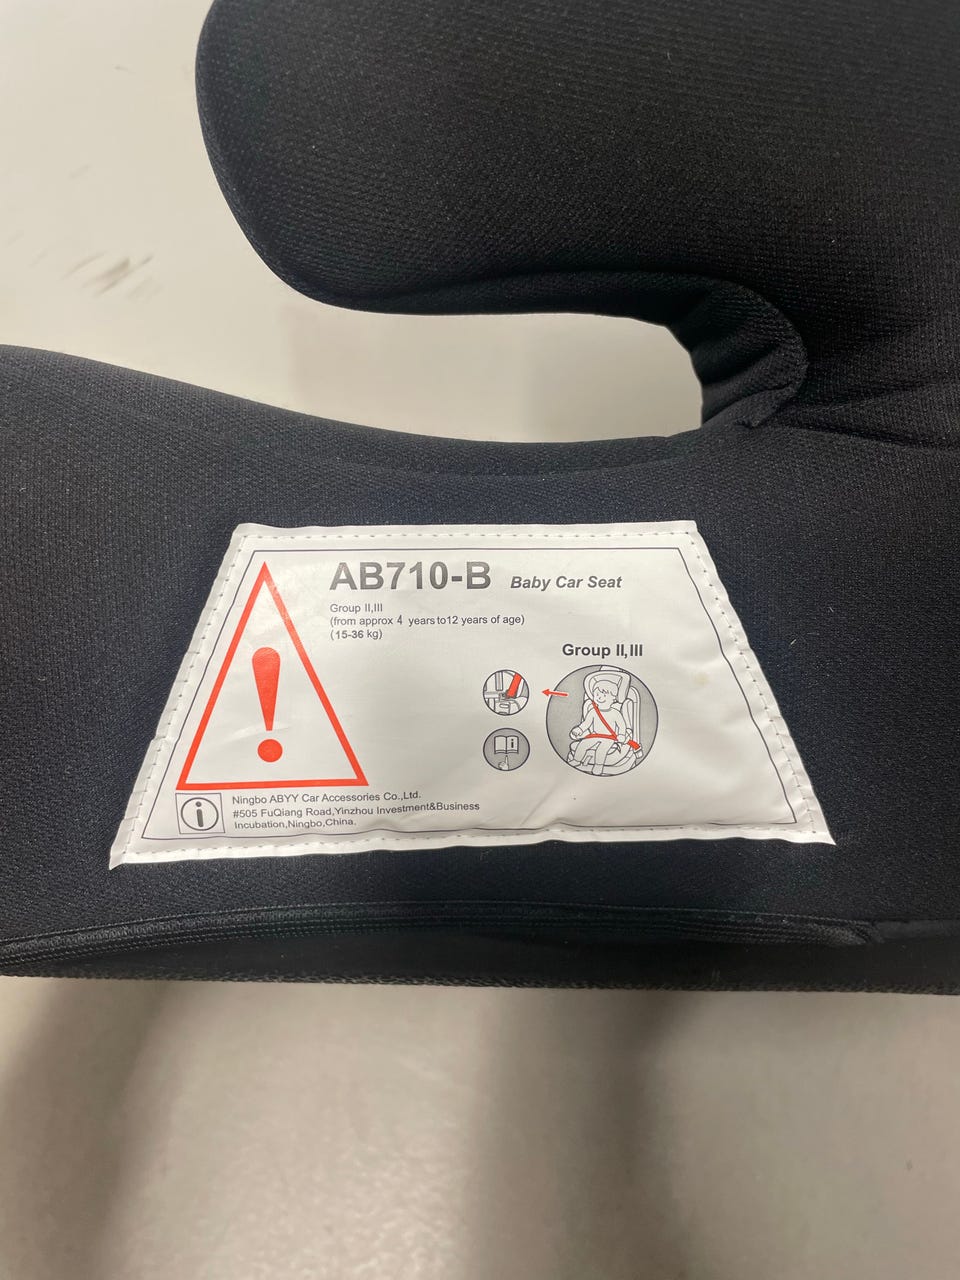 AB710-B Baby Car Seat
Group II,III
(from approx 4 years to12 years of age)
(15-36 kg)
Group II,III
Ningbo ABYY Car Accessories Co.,Ltd.
#505 FuQiang Road,Yinzhou Investment&Business
Incubation,Ningbo,China.